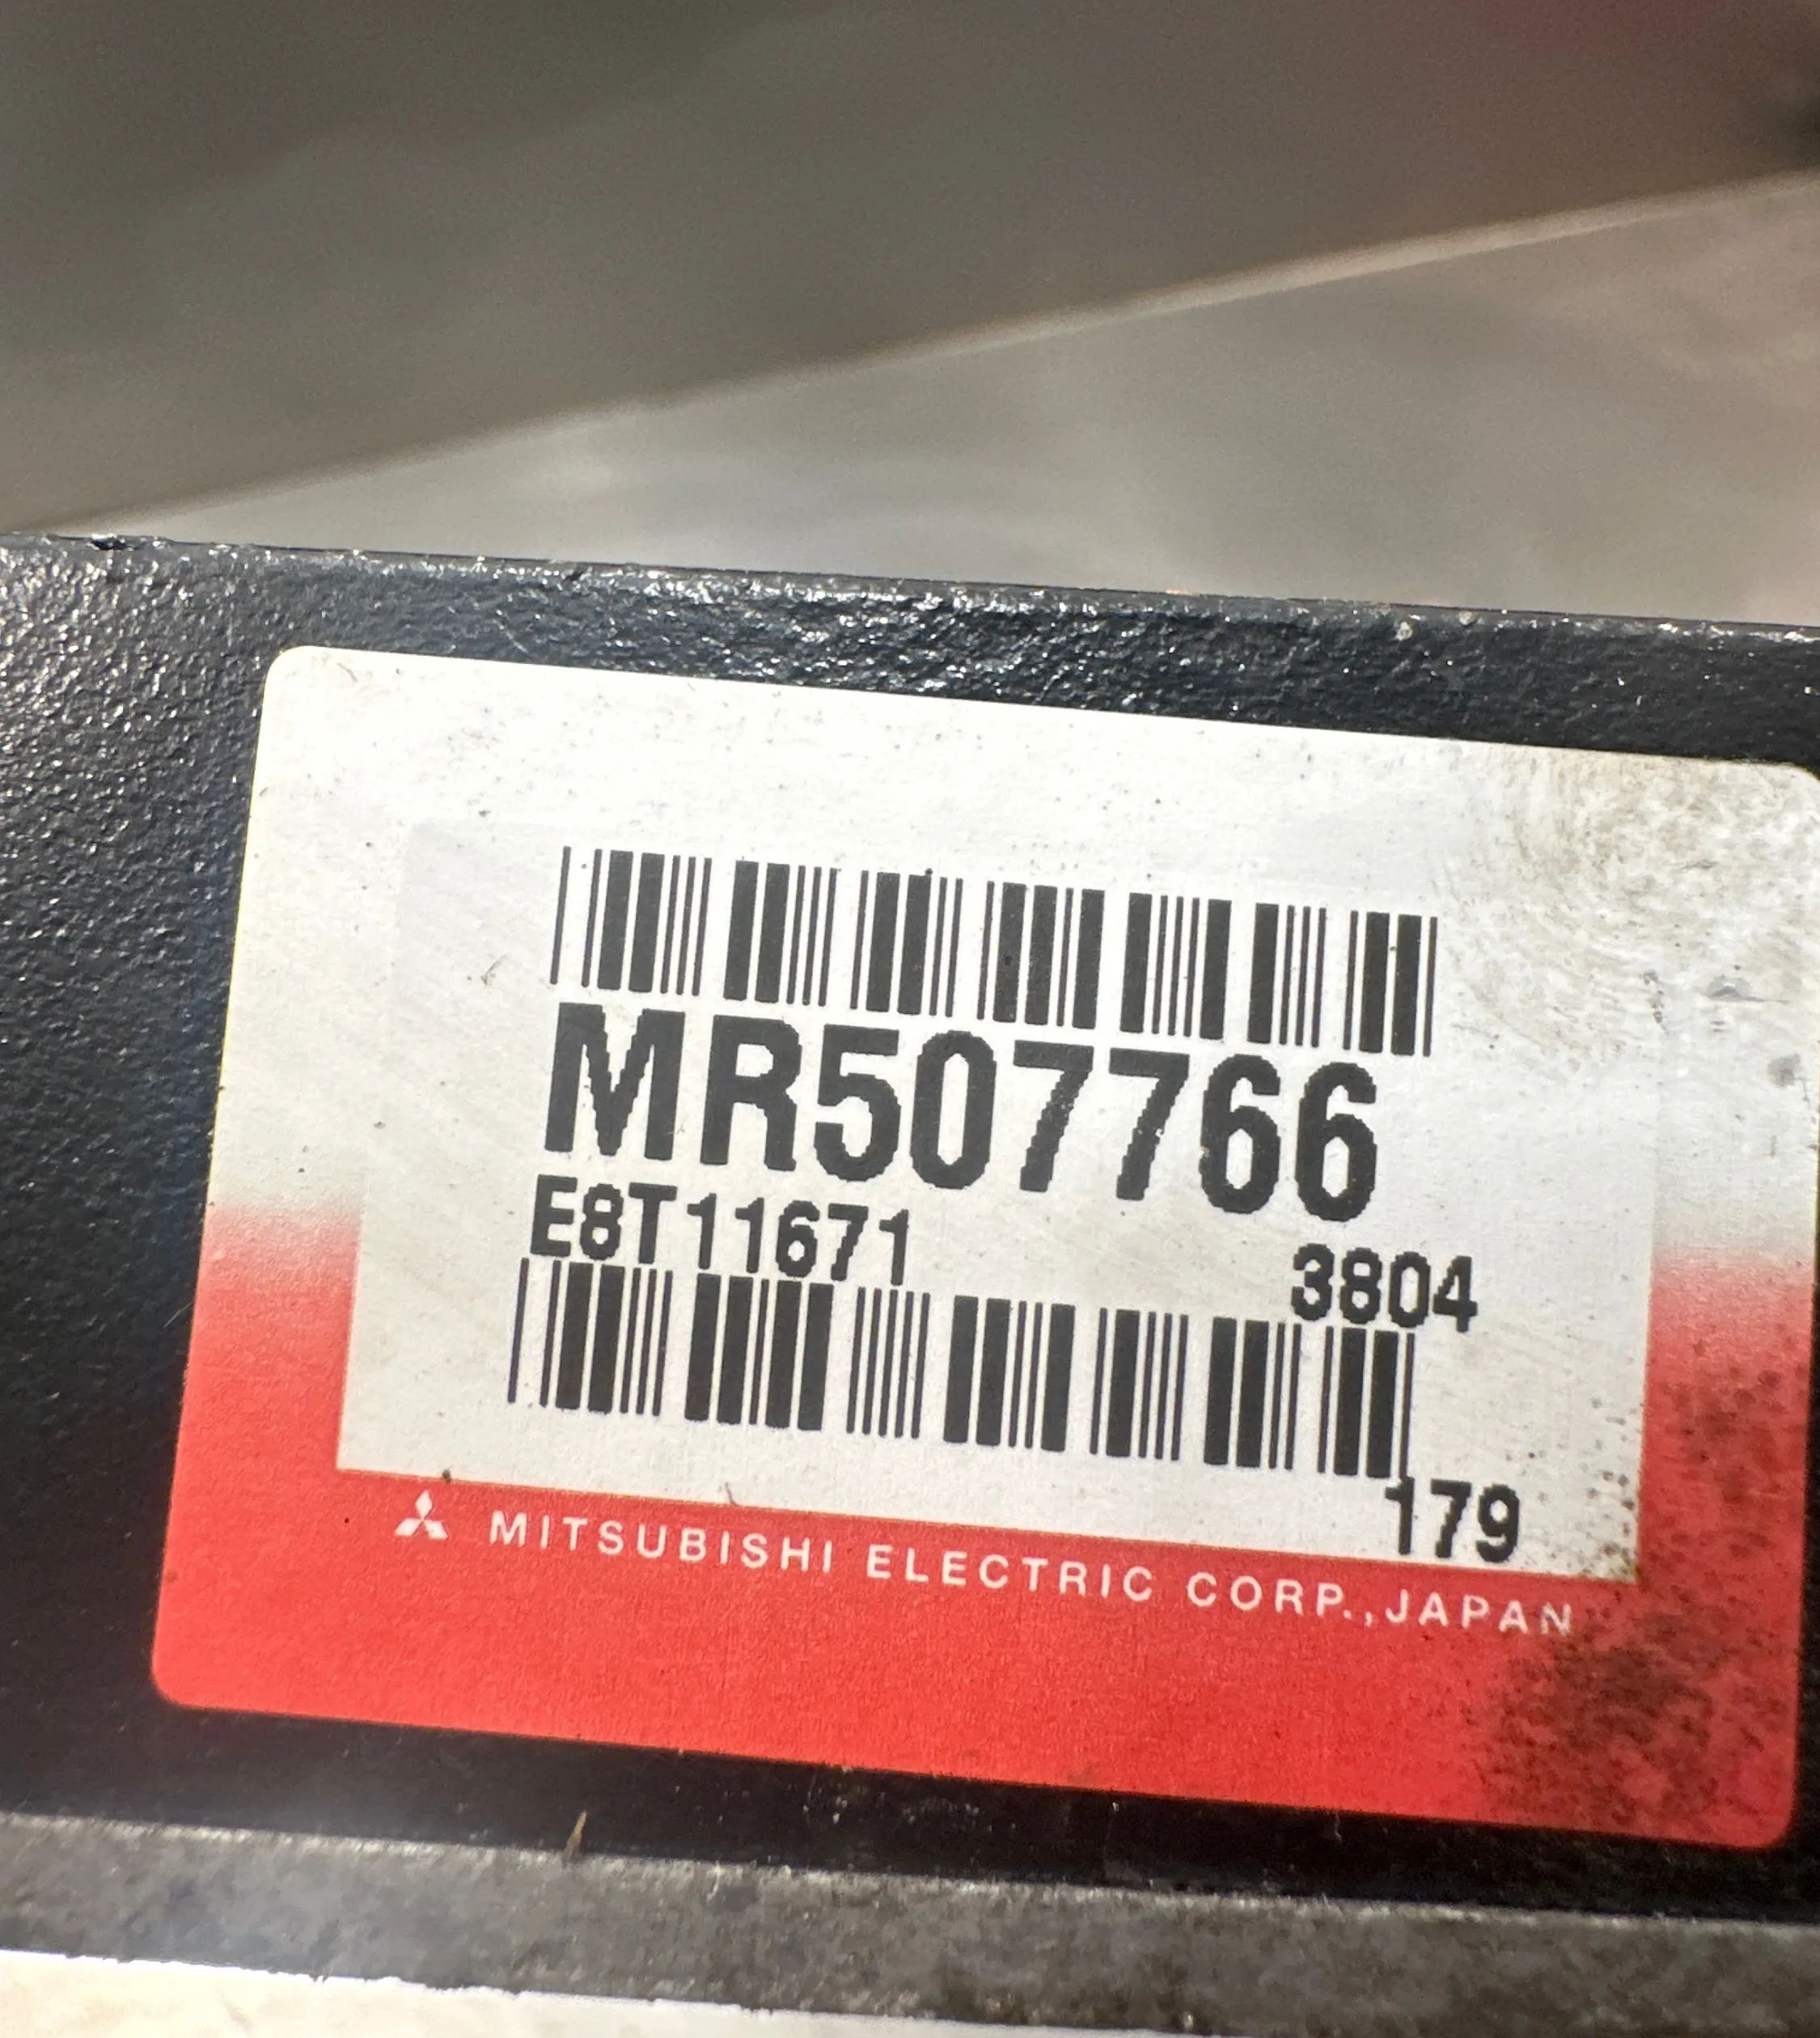 MR507766
E8T11671 3804
179
MITSUBISHI ELECTRIC CORP.,JAPAN